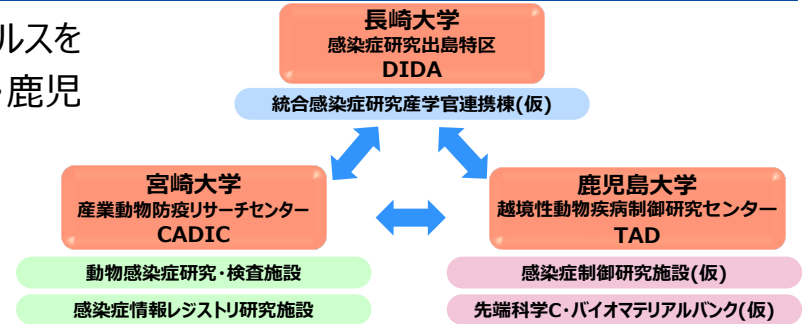 ルスを
・鹿児
長崎大学
感染症研究出島特区
DIDA
統合感染症研究産学官連携棟(仮)
宮崎大学
産業動物防疫リサーチセンター
CADIC
動物感染症研究・検査施設
感染症情報レジストリ研究施設
鹿児島大学
越境性動物疾病制御研究センター
TAD
感染症制御研究施設(仮)
先端科学C・バイオマテリアルバンク(仮)